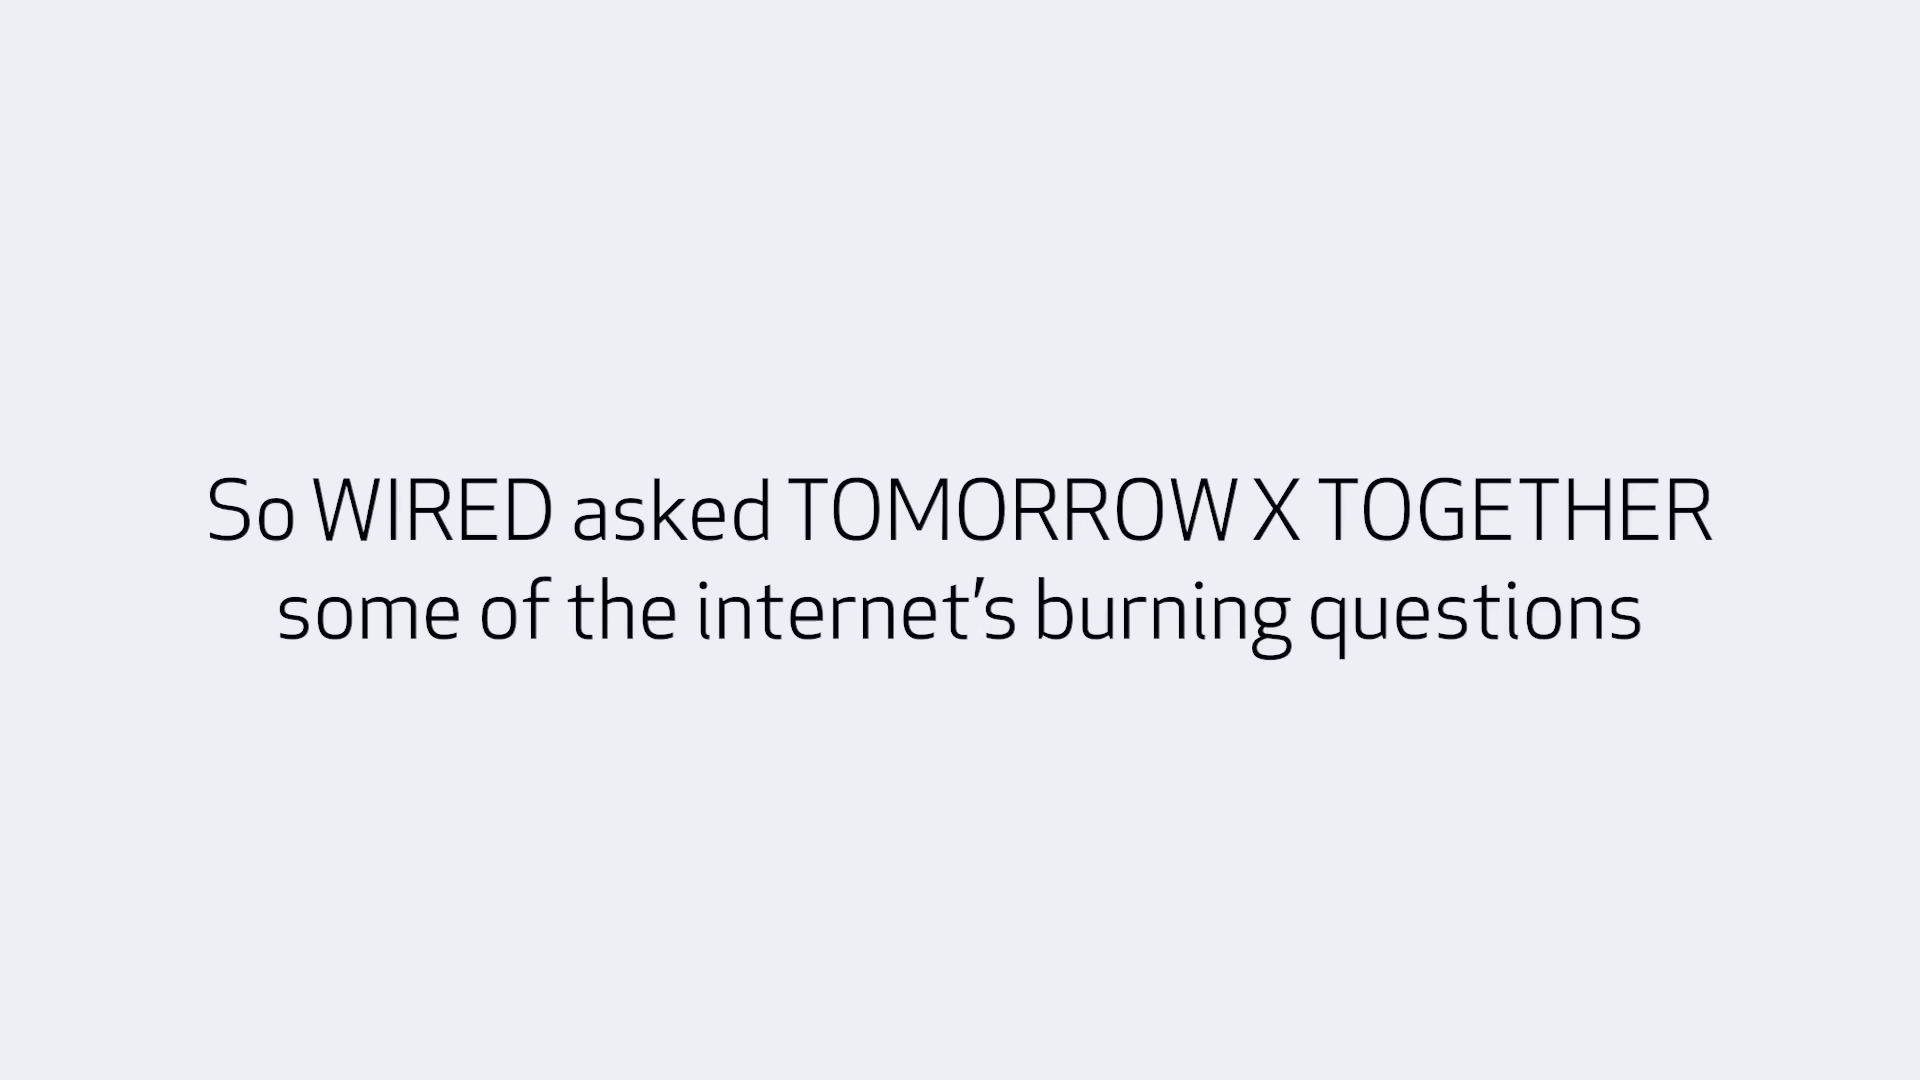 So WIRED asked TOMORROW X TOGETHER
some of the internet’s burning questions